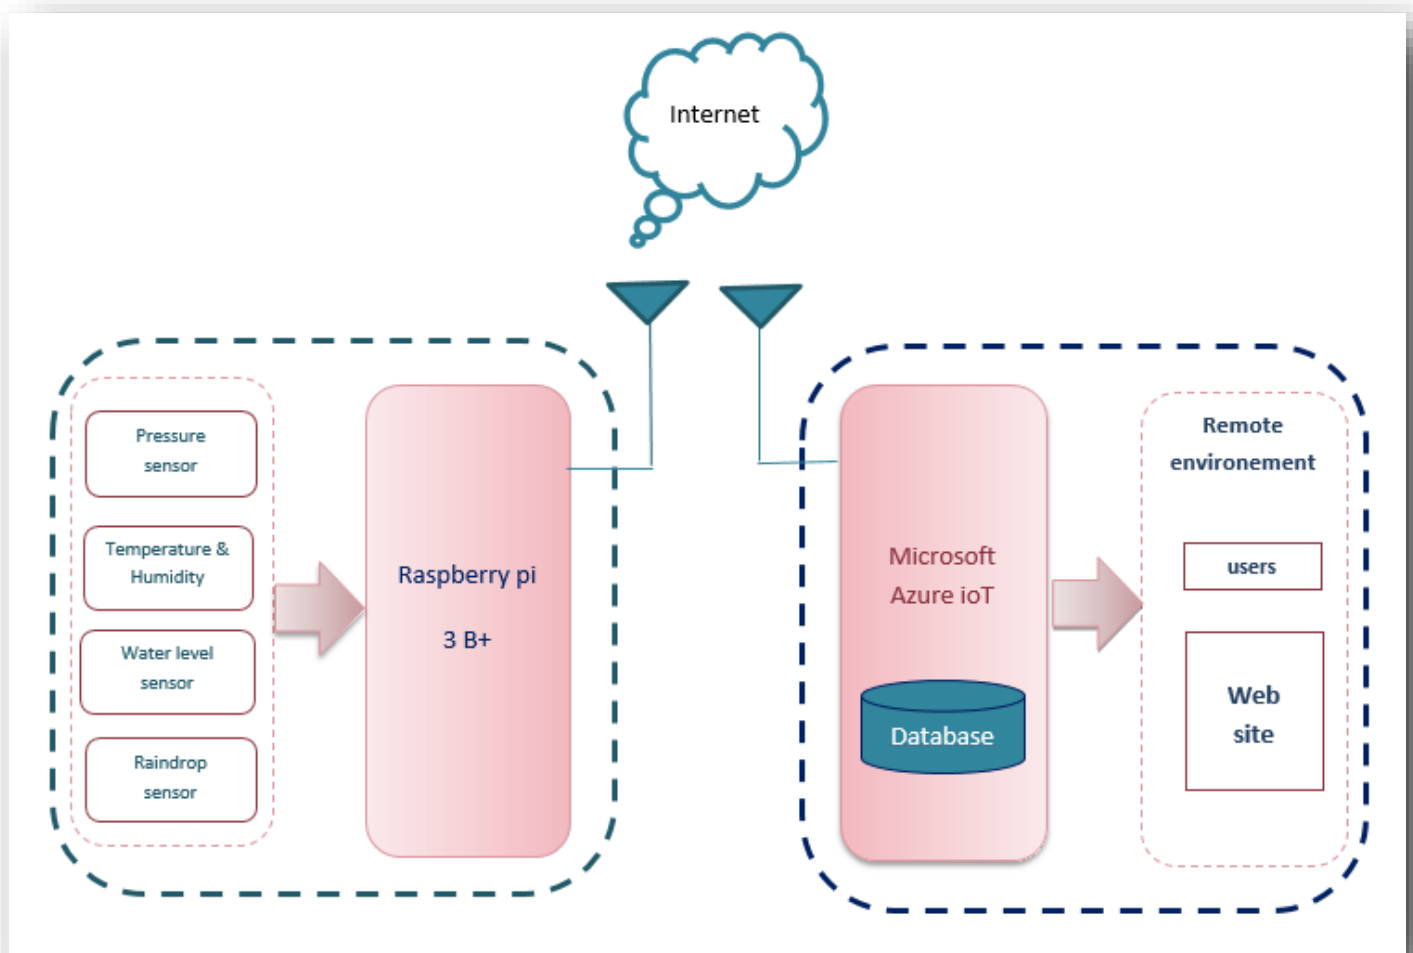 Internet
Pressure
sensor
Temperature &
Humidity
Water level
sensor
Raindrop
sensor
Raspberry pi
3 B+
Microsoft
Azure ioT
Database
Remote
environement
users
Web
site